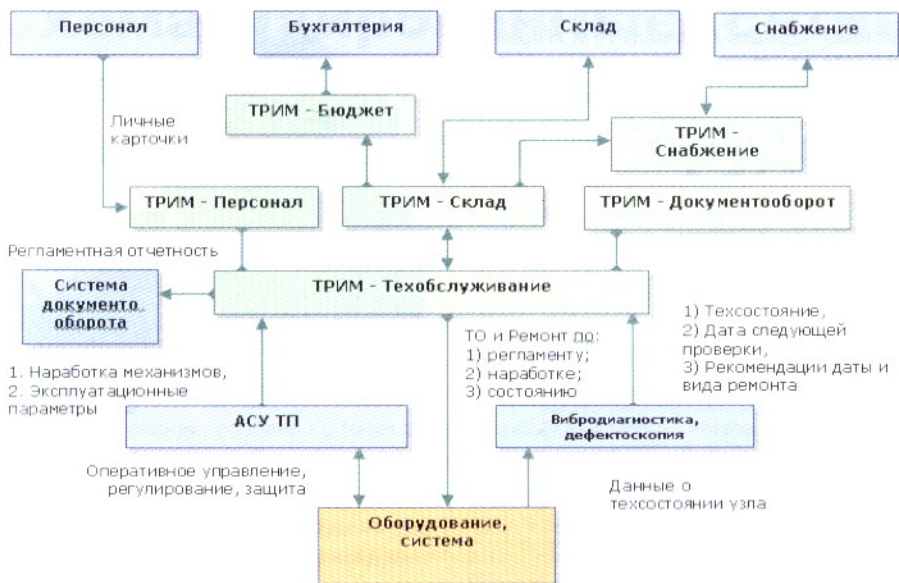 Персонал
Бухгалтерия
Склад
Снабжение
ТРИМ - Бюджет
Личные
карточки
ТРИМ -
Снабжение
ТРИМ - Персонал
ТРИМ - Склад
ТРИМ - Документооборот
Регламентная отчетность
Система
документо
оборота
ТРИМ - Техобслуживание
1. Наработка механизмов,
2. Эксплуатационные
параметры
ТО и Ремонт по:
1) регламенту;
2) наработке;
3) состоянию
1) Техсостояние,
2) Дата следующей
проверки,
3) Рекомендации даты и
вида ремонта
АСУ ТП
Вибродиагностика,
дефектоскопия
Оперативное управление,
регулирование, защита
Данные о
техсостоянии узла
Оборудование,
система